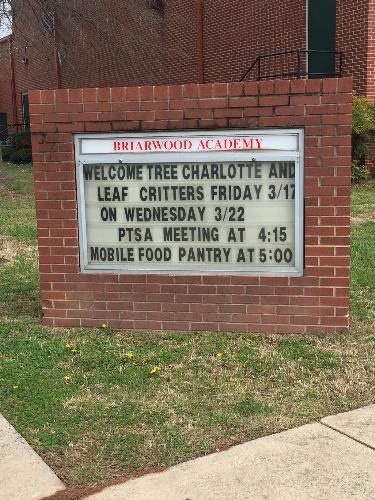 BRIARWOOD ACADEMY
WELCOME TREE CHARLOTTE AND
LEAF CRITTERS FRIDAY 3/17
ON WEDNESDAY 3/22
PTSA MEETING AT 4:15
MOBILE FOOD PANTRY AT 5:00